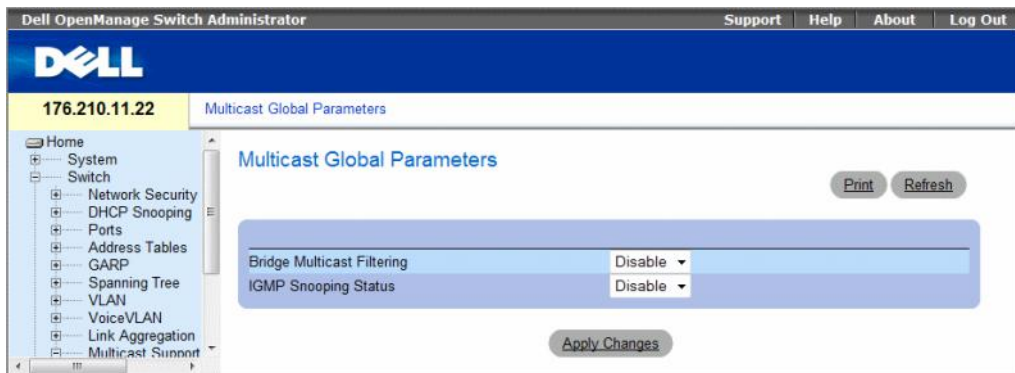 Dell OpenManage Switch Administrator Support Help About Log Out
DELL
176.210.11.22 Multicast Global Parameters
Home
System
Switch
Network Security
DHCP Snooping
Ports
Address Tables
GARP
Spanning Tree
VLAN
VoiceVLAN
Link Aggregation
Multicast Support
Multicast Global Parameters
Print Refresh
Bridge Multicast Filtering Disable
IGMP Snooping Status Disable
Apply Changes